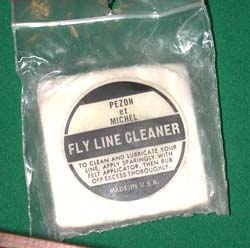 PEZON
et
MICHEL
FLY LINE CLEANER
TO CLEAN AND LUBRICATE YOUR
LINE, APPLY SPARINGLY WITH
FELT APPLICATOR, THEN RUB
OFF EXCESS THOROUGHLY.
MADE IN U.S.A.